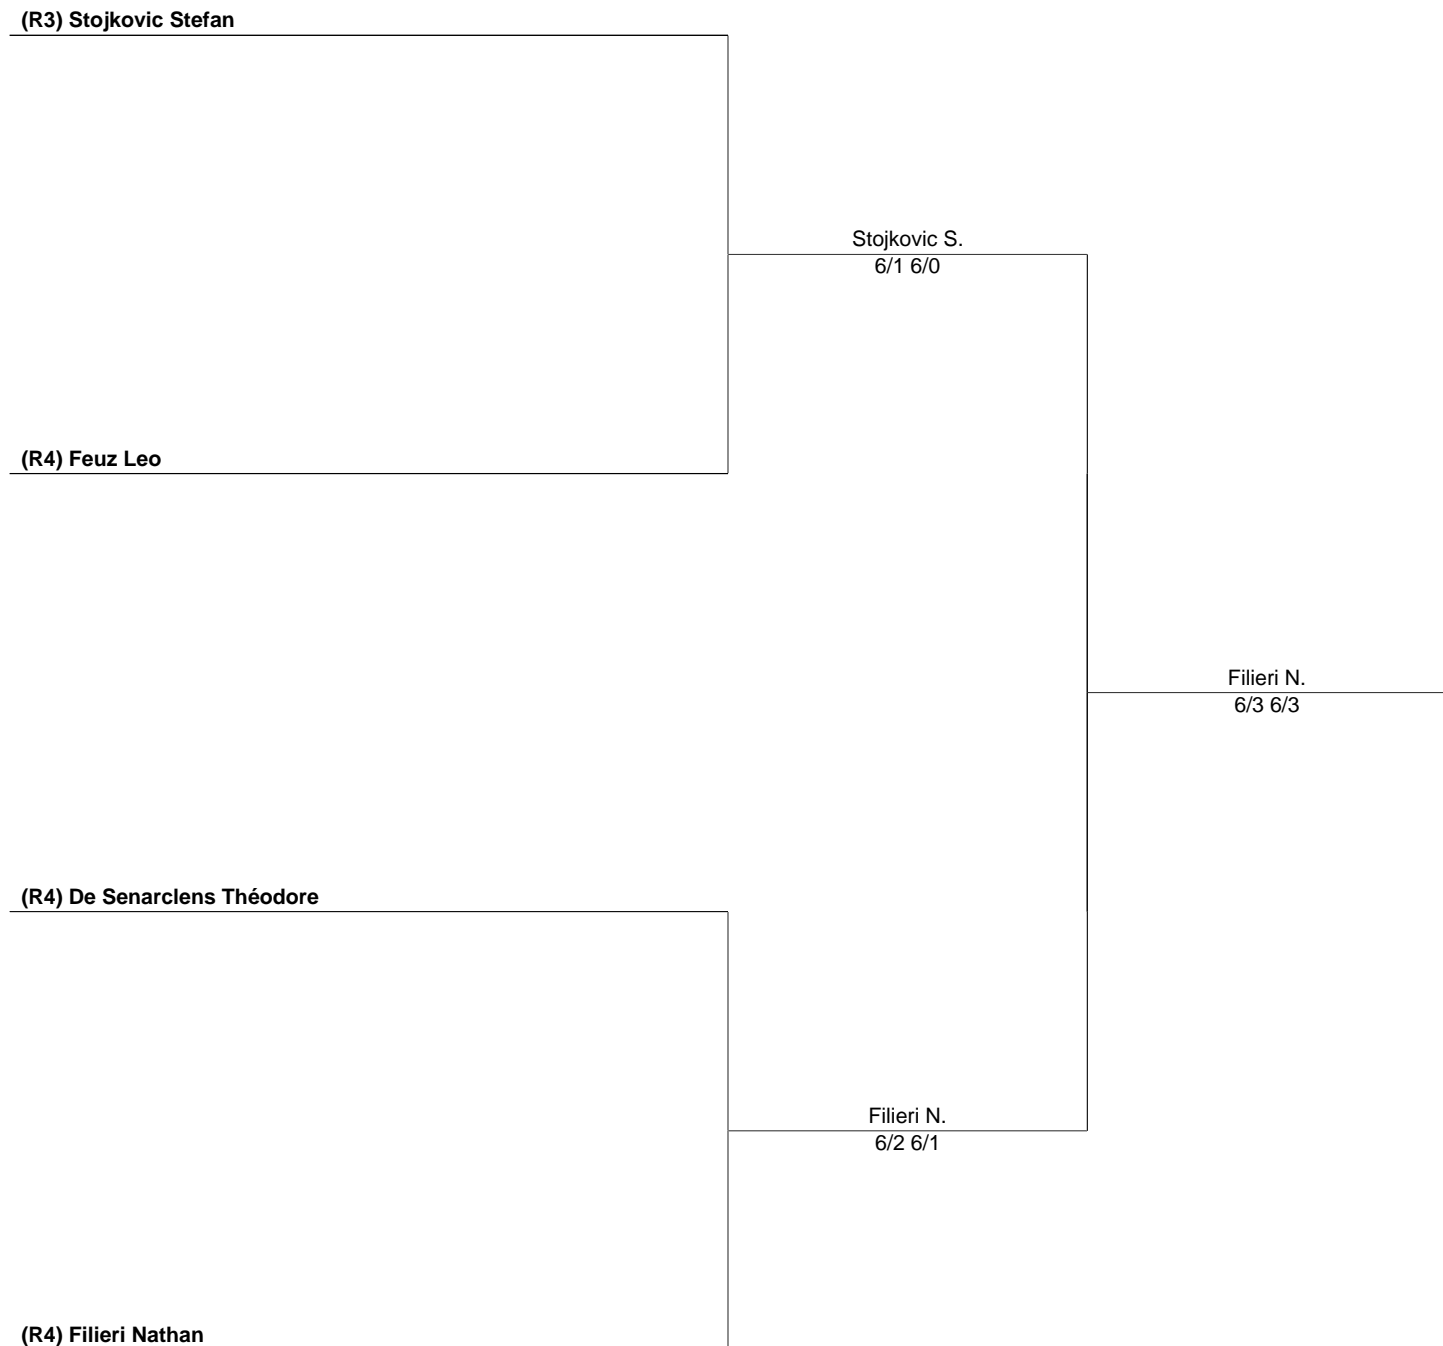 (R3) Stojkovic Stefan
Stojkovic S.
6/1 6/0
(R4) Feuz Leo
Filieri N.
6/3 6/3
(R4) De Senarclens Théodore
Filieri N.
6/2 6/1
(R4) Filieri Nathan